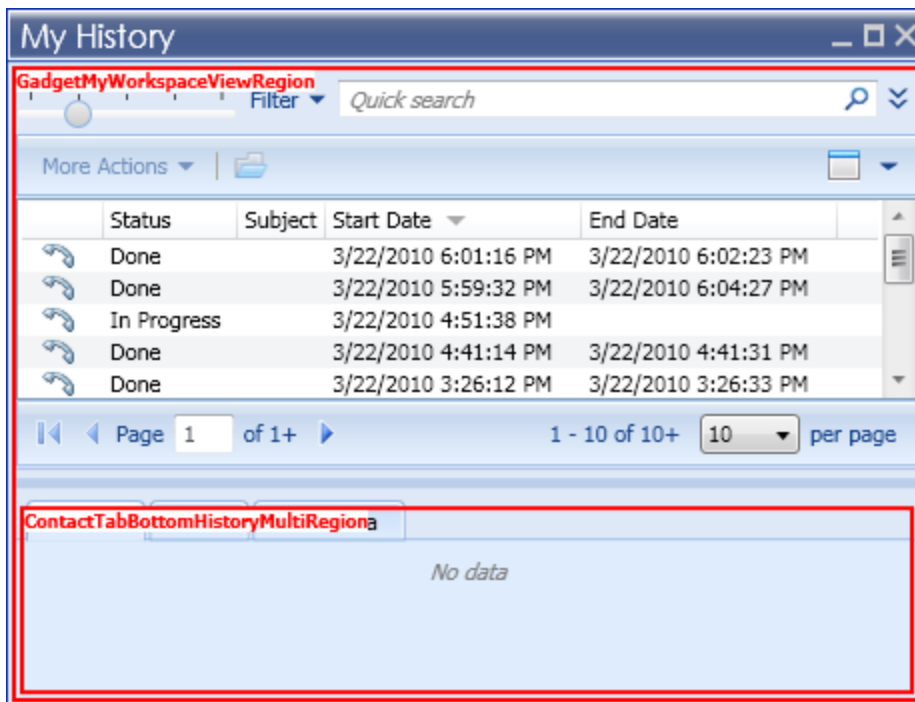 My History
GadgetMyWorkspaceViewRegion
Filter Quick search
More Actions
Status Subject Start Date End Date
Done 3/22/2010 6:01:16 PM 3/22/2010 6:02:23 PM
Done 3/22/2010 5:59:32 PM 3/22/2010 6:04:27 PM
In Progress 3/22/2010 4:51:38 PM
Done 3/22/2010 4:41:14 PM 3/22/2010 4:41:31 PM
Done 3/22/2010 3:26:12 PM 3/22/2010 3:26:33 PM
Page 1 of 1+ 1 - 10 of 10+ 10 per page
ContactTabBottomHistoryMultiRegion
No data